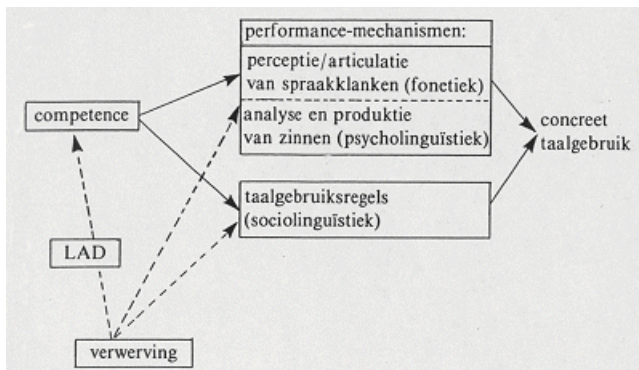 performance-mechanismen:
perceptie/articulatie
van spraakklanken (fonetiek)
analyse en produktie
van zinnen (psycholinguïstiek)
competence
concreet
taalgebruik
taalgebruiksregels
(sociolinguïstiek)
LAD
verwerving